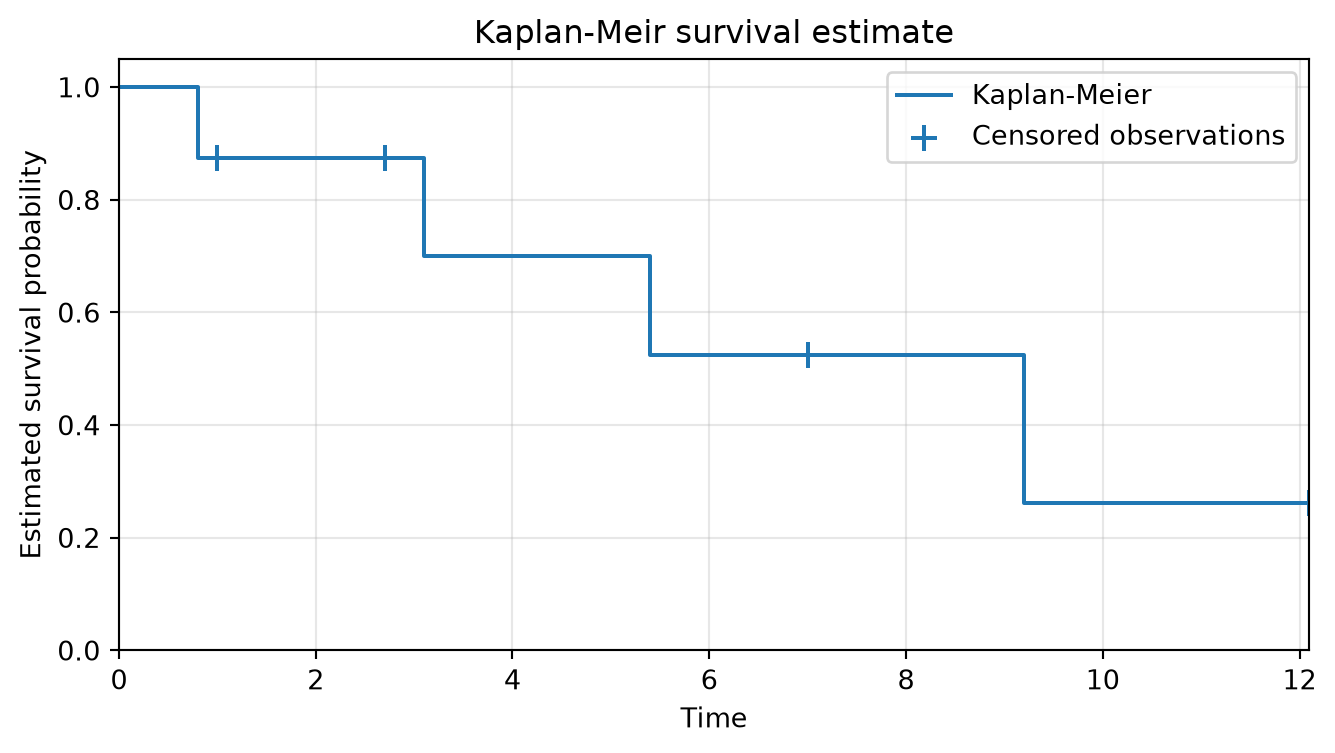 Kaplan-Meir survival estimate
Kaplan-Meier
Censored observations
Estimated survival probability
1.0
0.8
0.6
0.4
0.2
0.0
0 2 4 6 8 10 12
Time